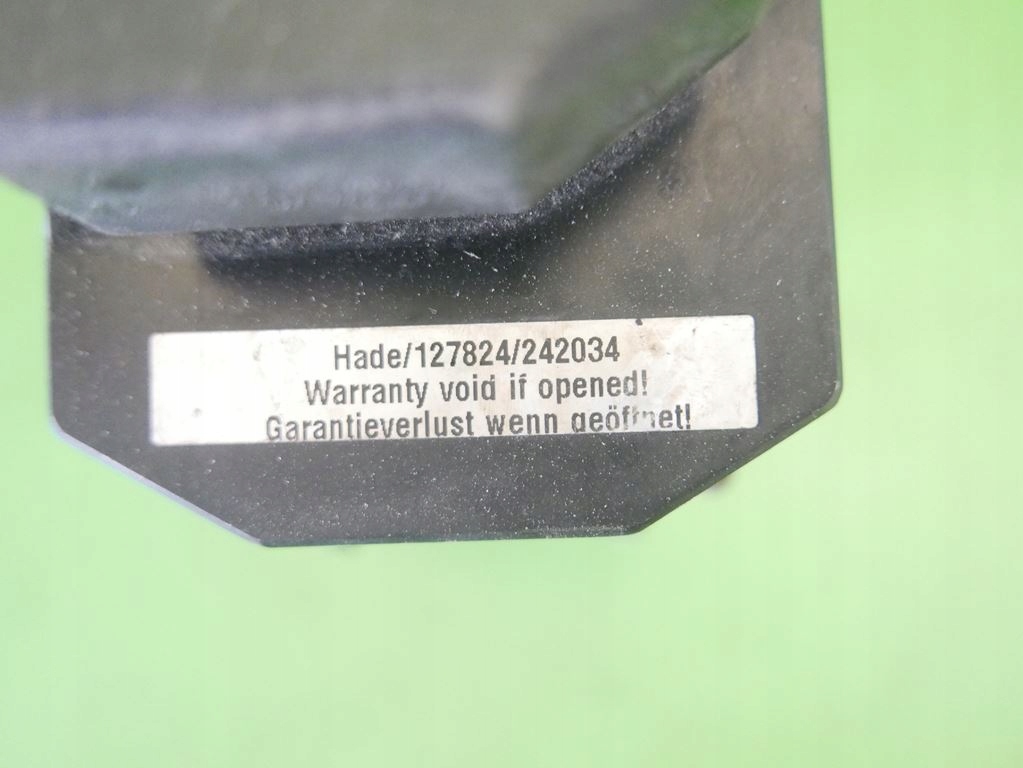 Hade/127824/242034
Warranty void if opened!
Garantieverlust wenn geöffnet!